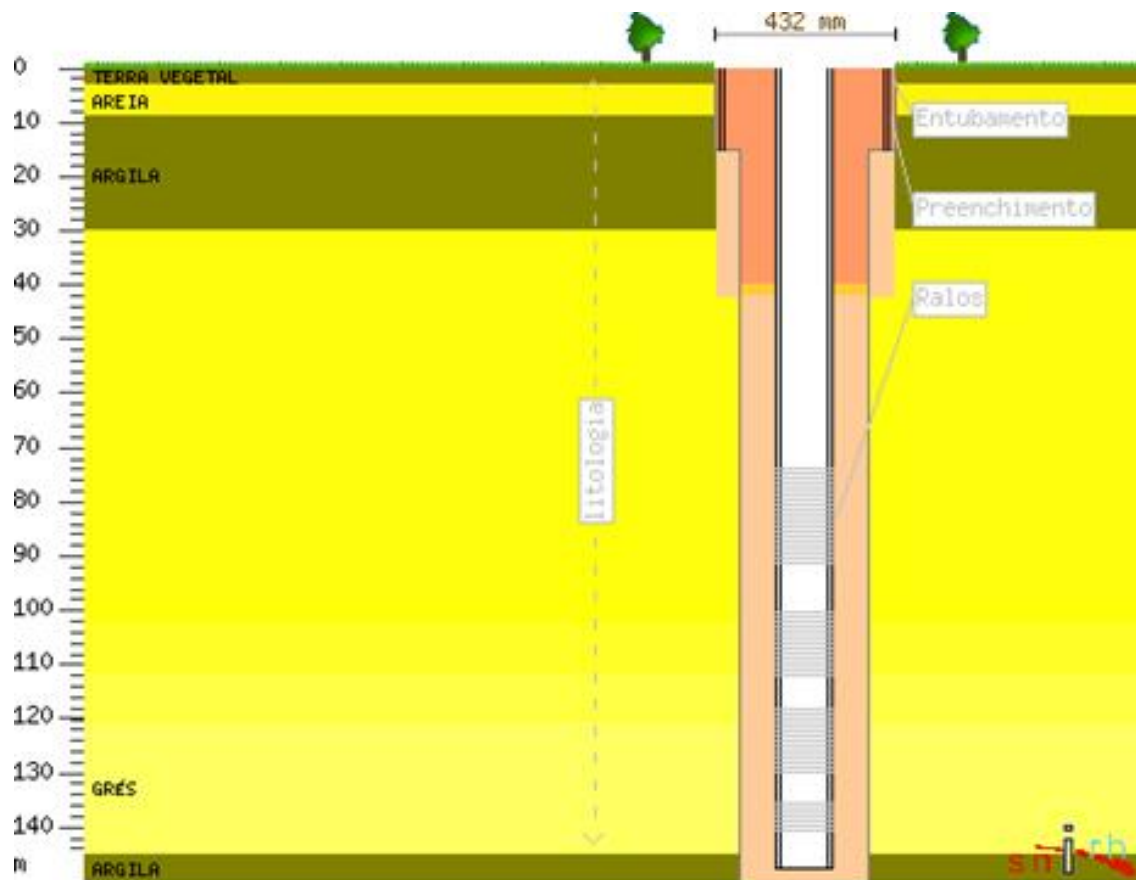 432 mm
0
TERRA VEGETAL
AREIA
10
Entubamento
ARGILA
20
Preenchimento
30
40
Ralos
50
60
70
litologia
80
90
100
110
120
130
GRÉS
140
m
ARGILA
snirh